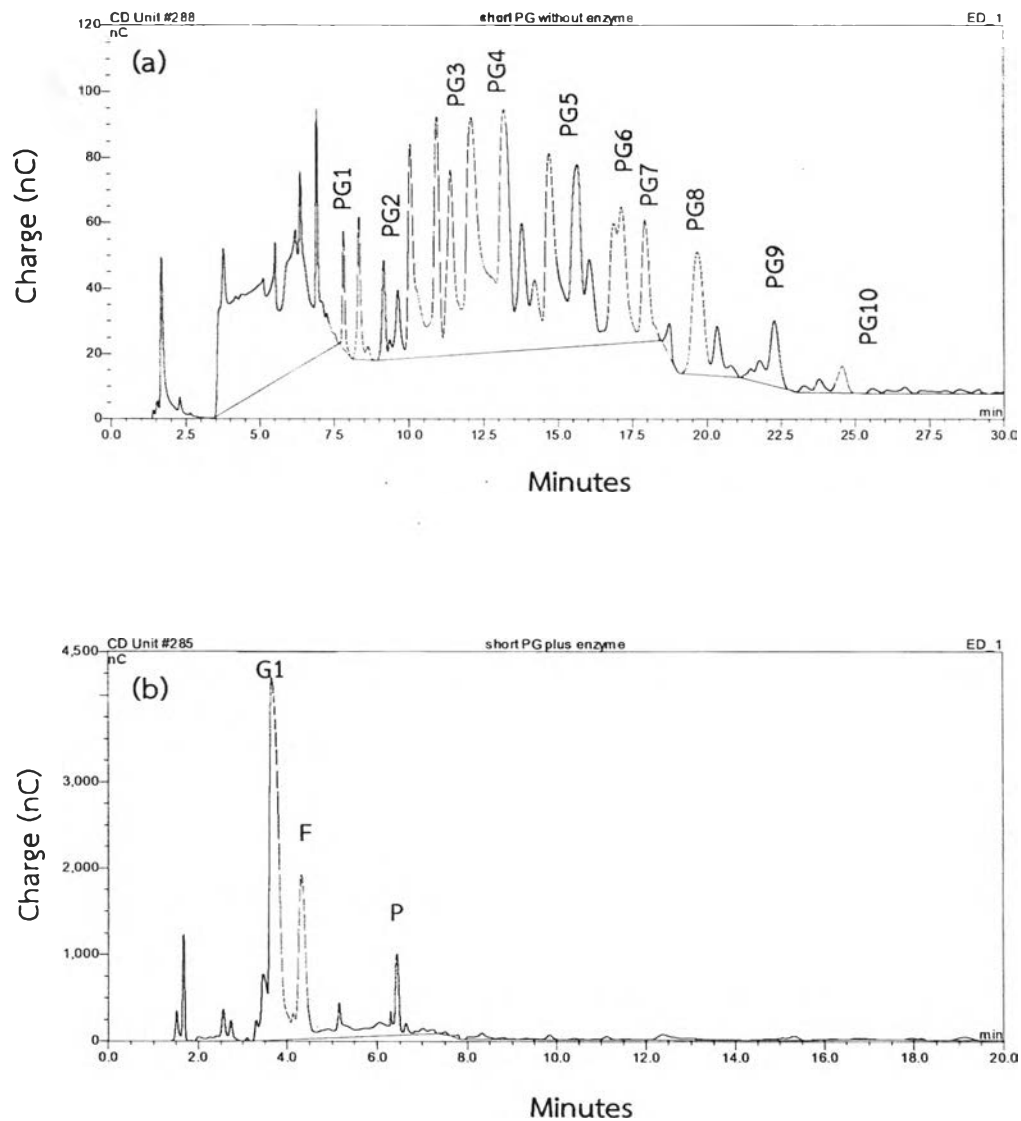 CD Unit #288 short PG without enzyme ED_1
nC
(a)
120
100
80
60
40
20
0
Charge (nC)
PG1
PG2
PG3
PG4
PG5
PG6
PG7
PG8
PG9
PG10
min
0.0 2.5 5.0 7.5 10.0 12.5 15.0 17.5 20.0 22.5 25.0 27.5 30.0
Minutes
CD Unit #285 short PG plus enzyme ED_1
nC
(b)
4,500
3,000
2,000
1,000
0
Charge (nC)
G1
F
P
min
0.0 2.0 4.0 6.0 8.0 10.0 12.0 14.0 16.0 18.0 20.0
Minutes